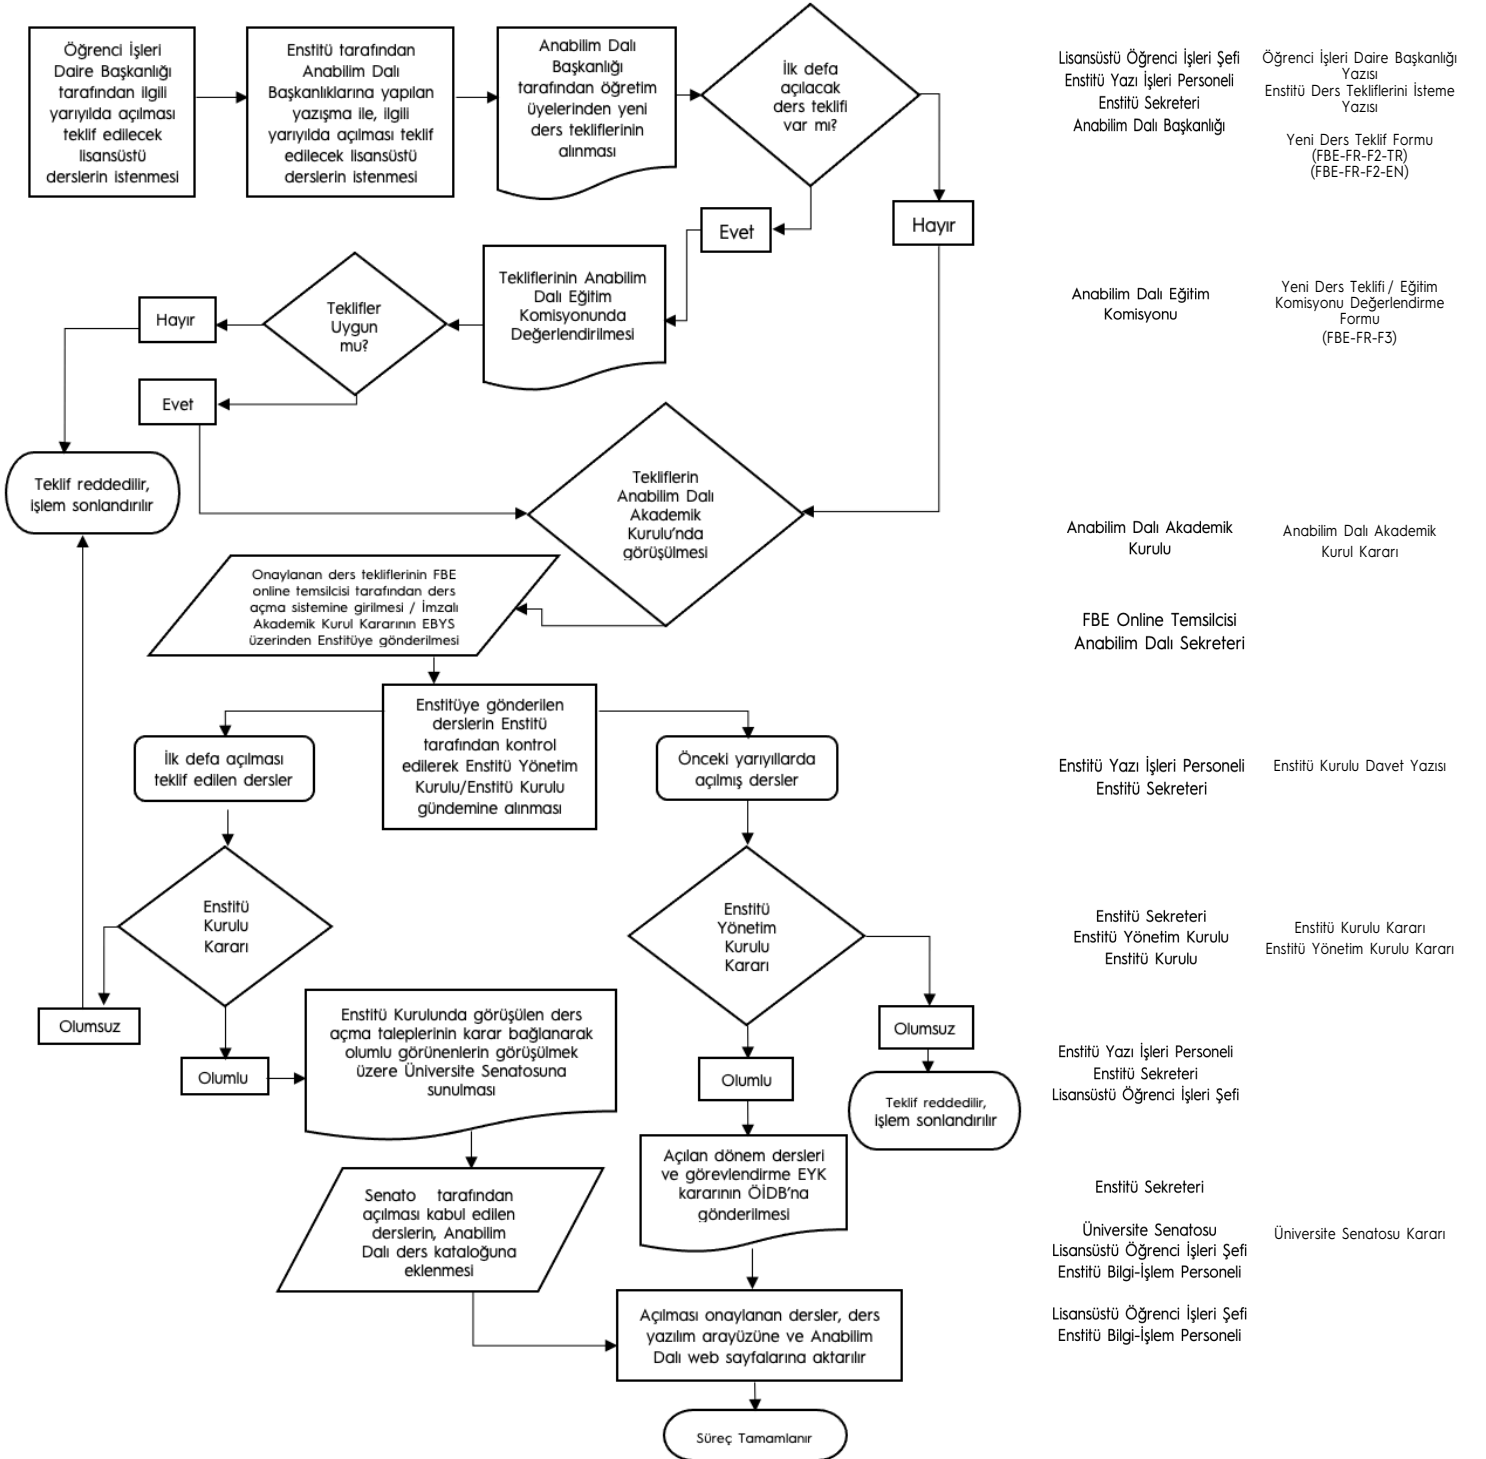 Öğrenci İşleri
Daire Başkanlığı
tarafından ilgili
yarıyılda açılması
teklif edilecek
lisansüstü
derslerin istenmesi
Enstitü tarafından
Anabilim Dalı
Başkanlıklarına yapılan
yazışma ile, ilgili
yarıyılda açılması teklif
edilecek lisansüstü
derslerin istenmesi
Anabilim Dalı
Başkanlığı
tarafından öğretim
üyelerinden yeni
ders tekliflerinin
alınması
İlk defa
açılacak
ders teklifi
var mı?
Lisansüstü Öğrenci İşleri Şefi
Enstitü Yazı İşleri Personeli
Enstitü Sekreteri
Anabilim Dalı Başkanlığı
Öğrenci İşleri Daire Başkanlığı
Yazısı
Enstitü Ders Tekliflerini İsteme
Yazısı
Yeni Ders Teklif Formu
(FBE-FR-F2-TR)
(FBE-FR-F2-EN)
Evet
Hayır
Tekliflerinin Anabilim
Dalı Eğitim
Komisyonunda
Değerlendirilmesi
Teklifler
Uygun
mu?
Hayır
Evet
Anabilim Dalı Eğitim
Komisyonu
Yeni Ders Teklifi / Eğitim
Komisyonu Değerlendirme
Formu
(FBE-FR-F3)
Teklif reddedilir,
işlem sonlandırılır
Tekliflerin
Anabilim Dalı
Akademik
Kurulu'nda
görüşülmesi
Anabilim Dalı Akademik
Kurulu
Anabilim Dalı Akademik
Kurul Kararı
Onaylanan ders tekliflerinin FBE
online temsilcisi tarafından ders
açma sistemine girilmesi / İmzalı
Akademik Kurul Kararının EBYS
üzerinden Enstitüye gönderilmesi
FBE Online Temsilcisi
Anabilim Dalı Sekreteri
Enstitüye gönderilen
derslerin Enstitü
tarafından kontrol
edilerek Enstitü Yönetim
Kurulu/Enstitü Kurulu
gündemine alınması
İlk defa açılması
teklif edilen dersler
Önceki yarıyıllarda
açılmış dersler
Enstitü Yazı İşleri Personeli
Enstitü Sekreteri
Enstitü Kurulu Davet Yazısı
Enstitü
Kurulu
Kararı
Enstitü
Yönetim
Kurulu
Kararı
Enstitü Sekreteri
Enstitü Yönetim Kurulu
Enstitü Kurulu
Enstitü Kurulu Kararı
Enstitü Yönetim Kurulu Kararı
Olumsuz
Olumlu
Enstitü Kurulunda görüşülen ders
açma taleplerinin karar bağlanarak
olumlu görünenlerin görüşülmek
üzere Üniversite Senatosuna
sunulması
Olumlu
Olumsuz
Teklif reddedilir,
işlem sonlandırılır
Enstitü Yazı İşleri Personeli
Enstitü Sekreteri
Lisansüstü Öğrenci İşleri Şefi
Açılan dönem dersleri
ve görevlendirme EYK
kararının ÖİDB'na
gönderilmesi
Senato tarafından
açılması kabul edilen
derslerin, Anabilim
Dalı ders kataloğuna
eklenmesi
Enstitü Sekreteri
Üniversite Senatosu
Lisansüstü Öğrenci İşleri Şefi
Enstitü Bilgi-İşlem Personeli
Üniversite Senatosu Kararı
Açılması onaylanan dersler, ders
yazılım arayüzüne ve Anabilim
Dalı web sayfalarına aktarılır
Lisansüstü Öğrenci İşleri Şefi
Enstitü Bilgi-İşlem Personeli
Süreç Tamamlanır